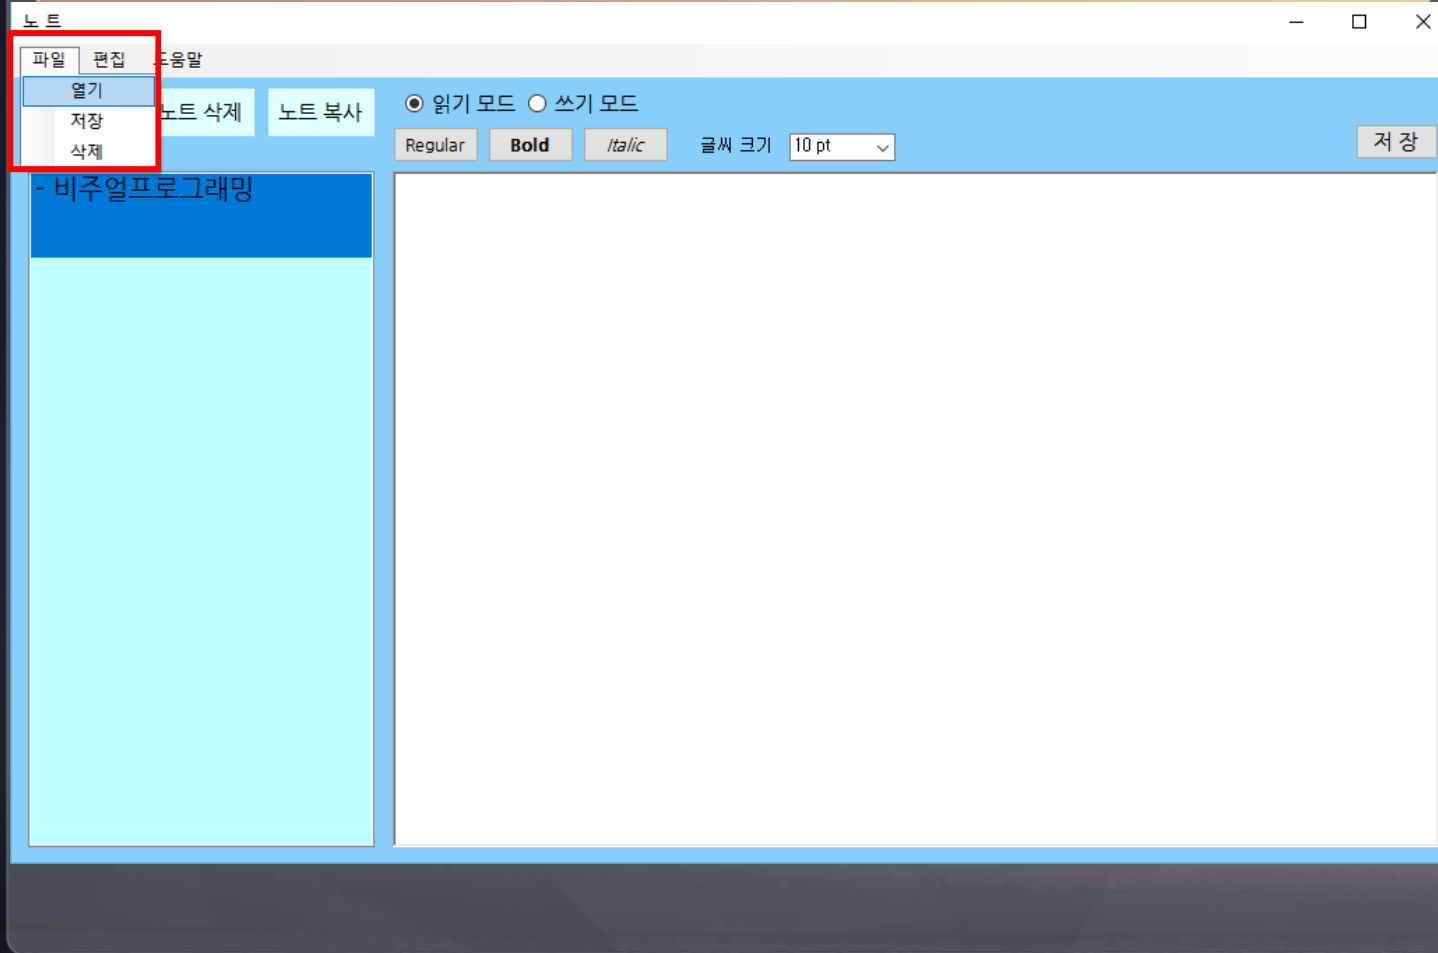 노 트
파일 편집 도움말
열기
저장
삭제
노트 삭제 노트 복사
읽기 모드 쓰기 모드
Regular Bold Italic 글씨 크기 10 pt
저 장
- 비주얼프로그래밍